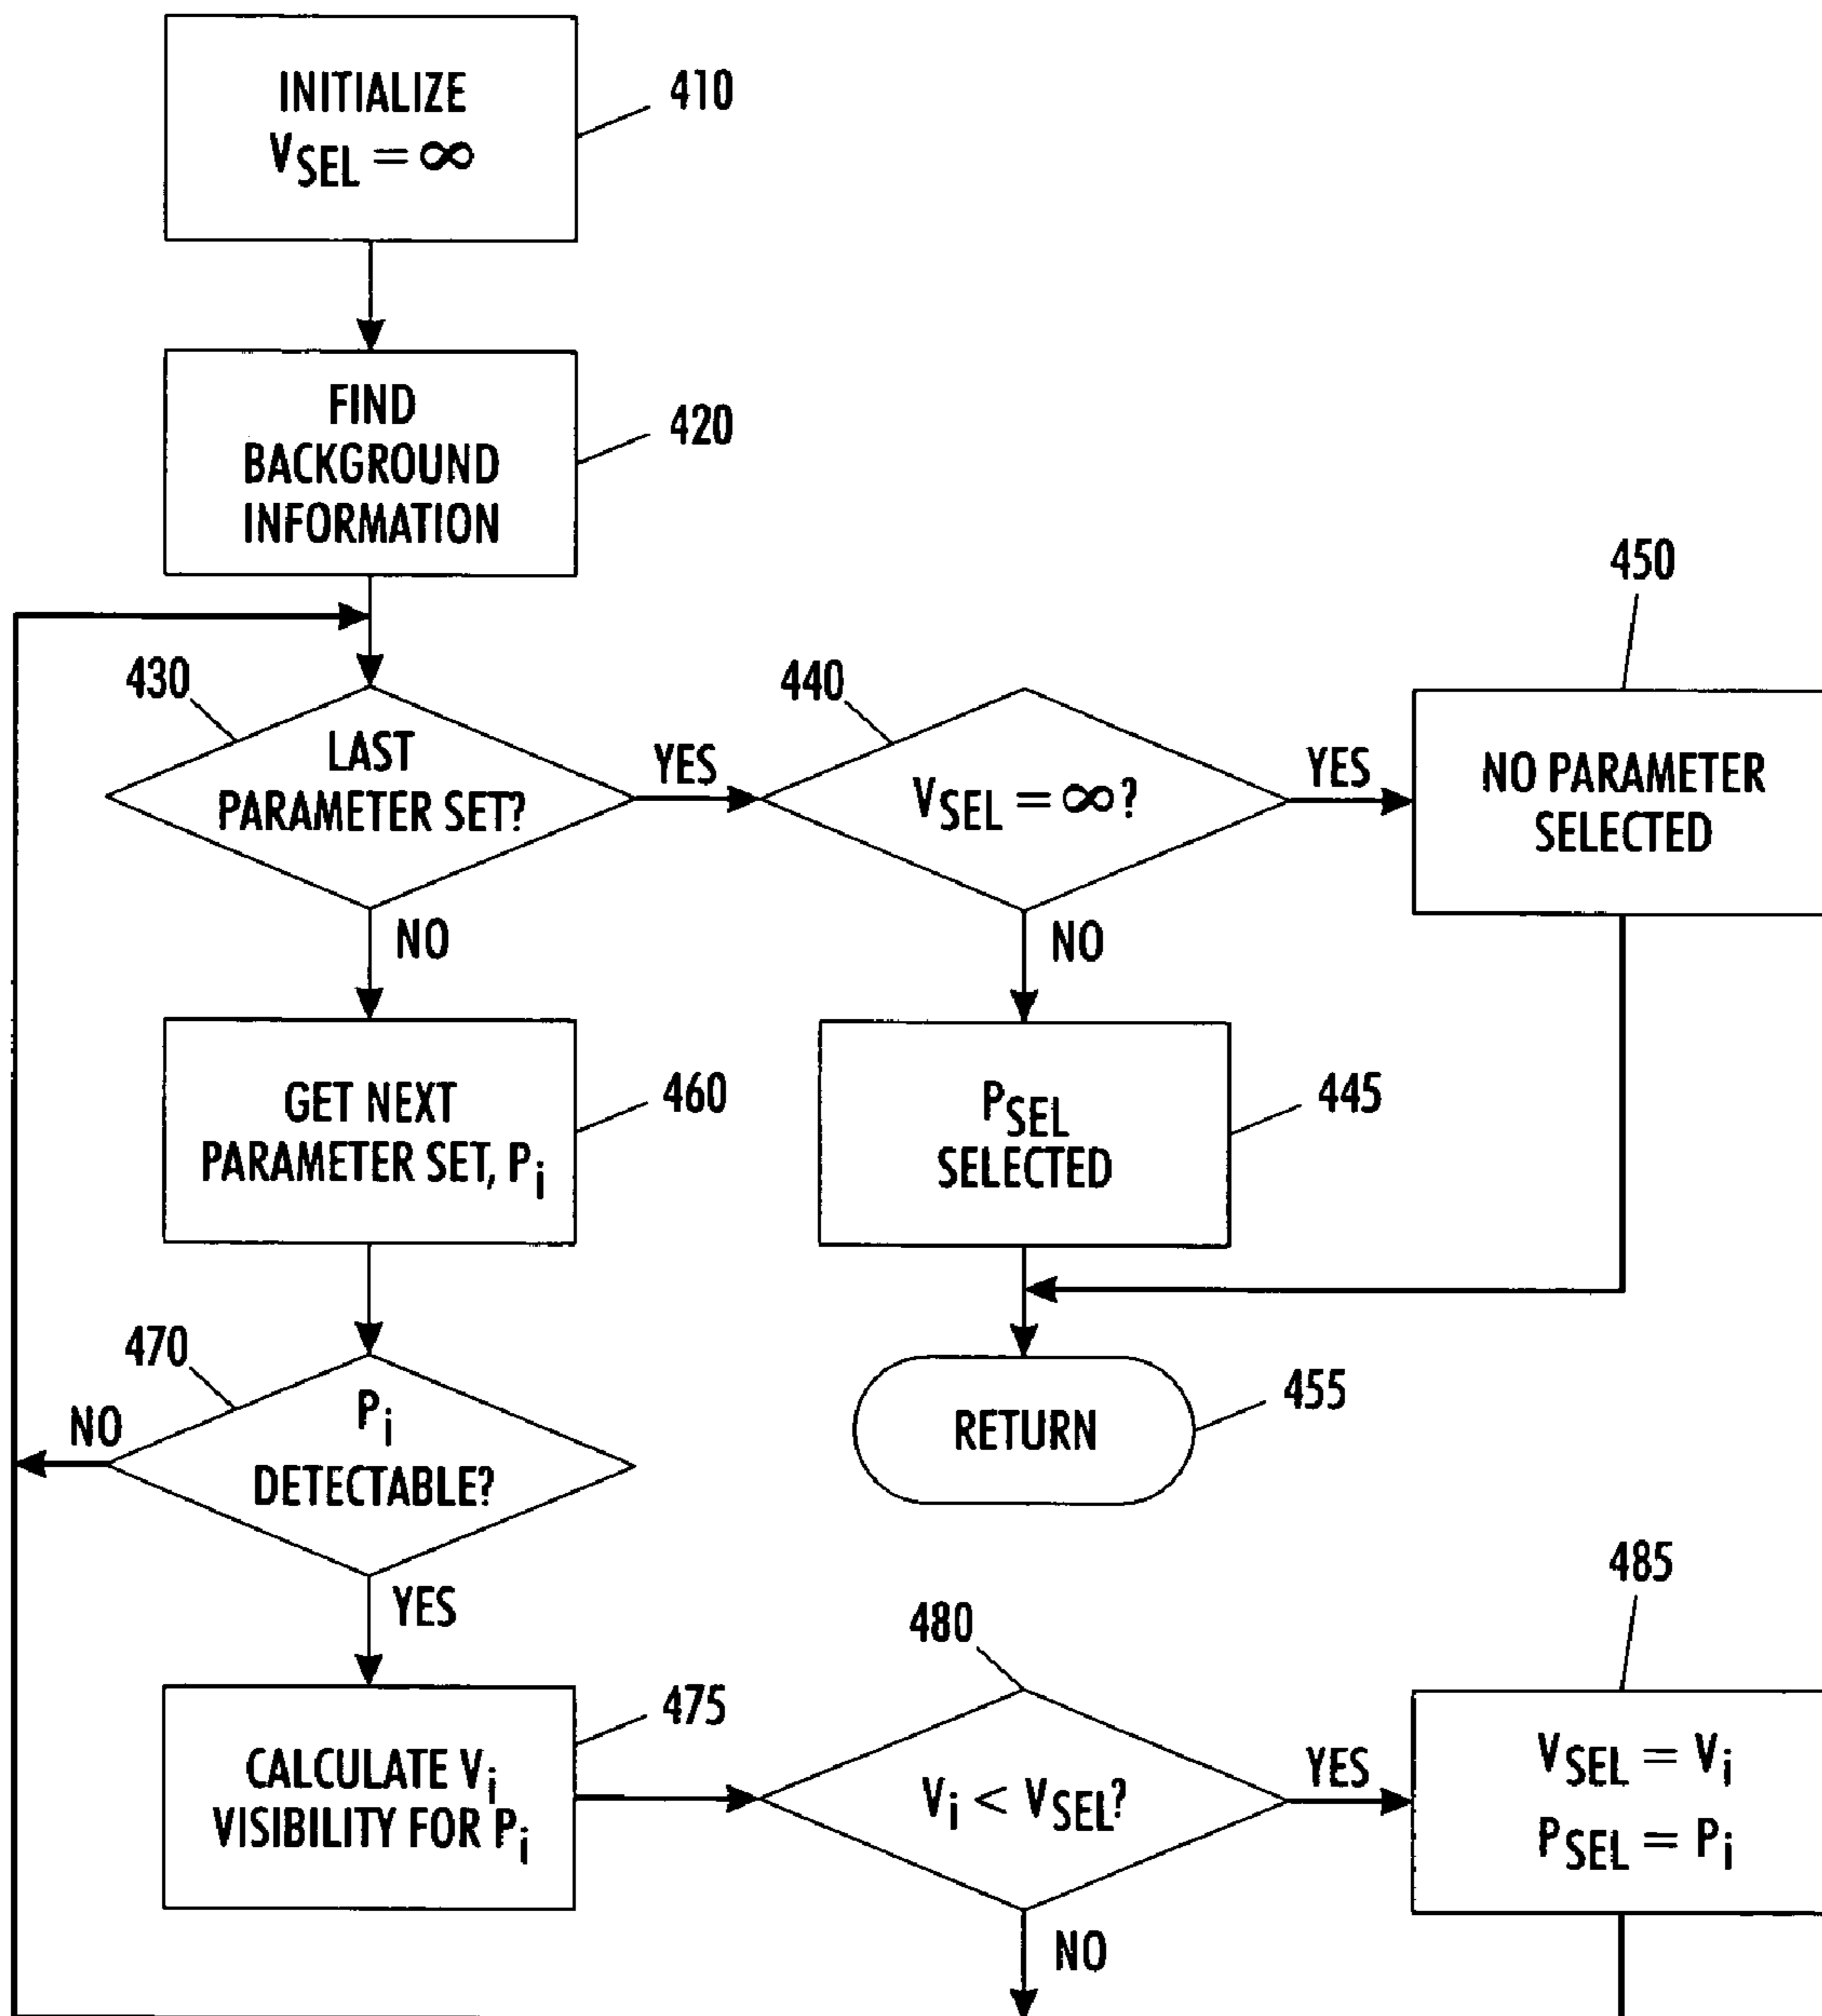 INITIALIZE
VSEL = ∞
410
FIND
BACKGROUND
INFORMATION
420
430
LAST
PARAMETER SET?
YES
NO
440
VSEL = ∞?
YES
NO
450
NO PARAMETER
SELECTED
GET NEXT
PARAMETER SET, Pi
460
PSEL
SELECTED
445
470
Pi
DETECTABLE?
NO
YES
RETURN
455
CALCULATE Vi
VISIBILITY FOR Pi
475
480
Vi < VSEL?
YES
NO
485
VSEL = Vi
PSEL = Pi